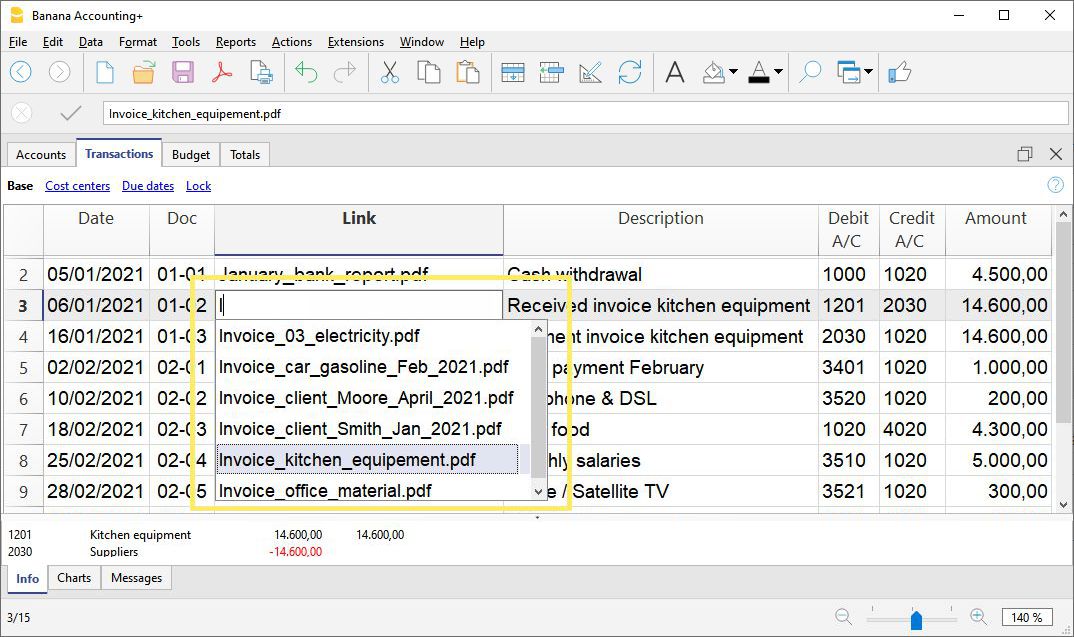 Banana Accounting+
File Edit Data Format Tools Reports Actions Extensions Window Help
Invoice_kitchen_equipement.pdf
Accounts Transactions Budget Totals
Base Cost centers Due dates Lock
Date Doc Link Description Debit A/C Credit A/C Amount
2 05/01/2021 01-01 January_bank_report.pdf Cash withdrawal 1000 1020 4.500,00
3 06/01/2021 01-02 I Received invoice kitchen equipment 1201 2030 14.600,00
4 16/01/2021 01-03 Invoice_03_electricity.pdf ment invoice kitchen equipment 2030 1020 14.600,00
5 02/02/2021 02-01 Invoice_car_gasoline_Feb_2021.pdf payment February 3401 1020 1.000,00
6 10/02/2021 02-02 Invoice_client_Moore_April_2021.pdf phone & DSL 3520 1020 200,00
7 18/02/2021 02-03 Invoice_client_Smith_Jan_2021.pdf food 1020 4020 4.300,00
8 25/02/2021 02-04 Invoice_kitchen_equipement.pdf hly salaries 3510 1020 5.000,00
9 28/02/2021 02-05 Invoice_office_material.pdf e / Satellite TV 3521 1020 300,00
1201 Kitchen equipment 14.600,00 14.600,00
2030 Suppliers -14.600,00
Info Charts Messages
3/15 140 %